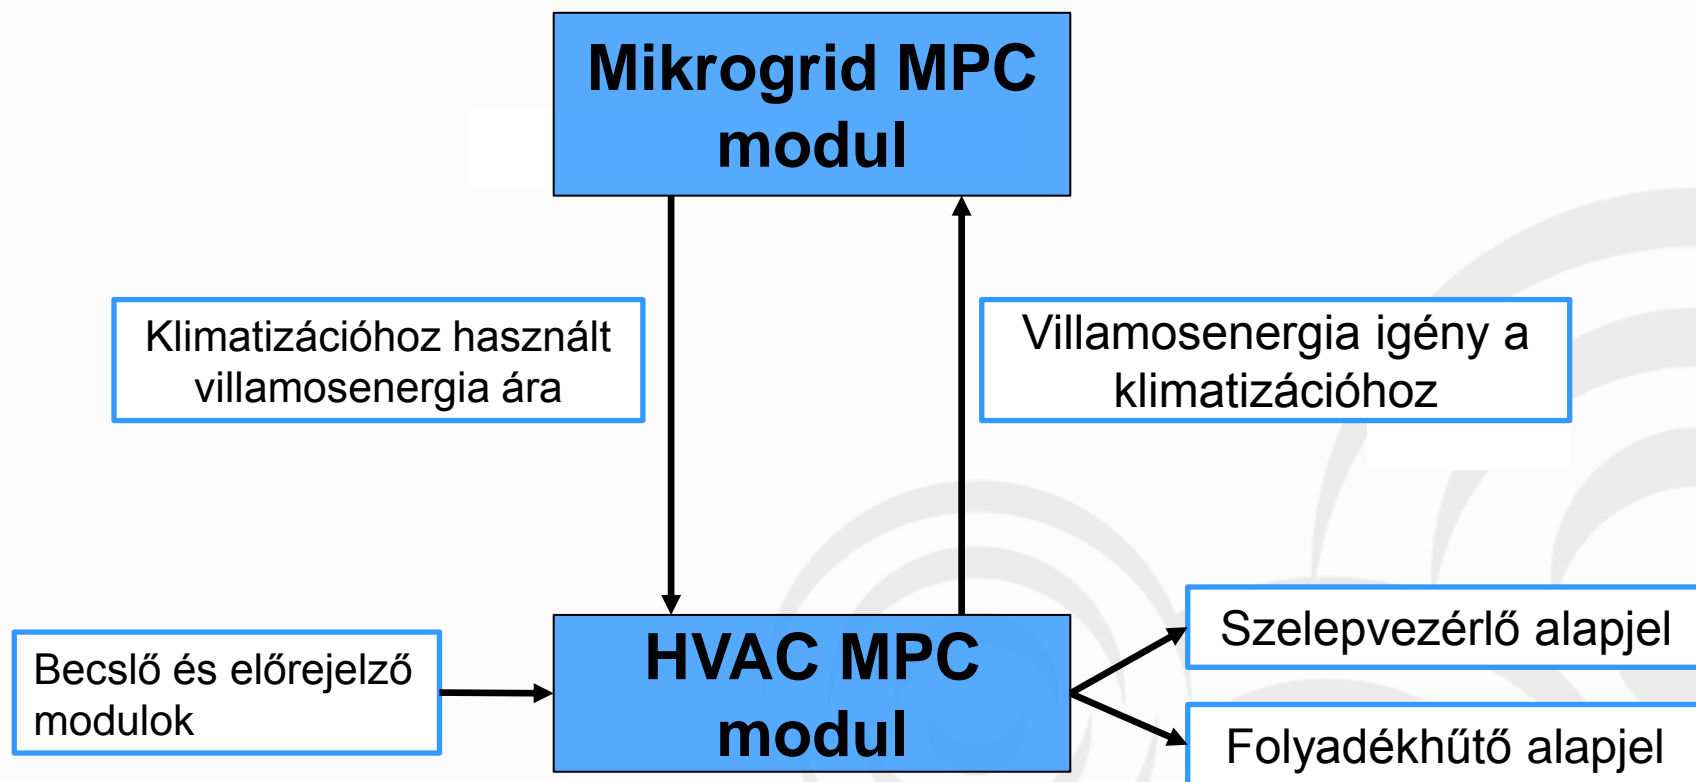 Mikrogrid MPC
modul
Klimatizációhoz használt
villamosenergia ára
Villamosenergia igény a
klimatizációhoz
Becslő és előrejelző
modulok
HVAC MPC
modul
Szelepvezérlő alapjel
Folyadékhűtő alapjel